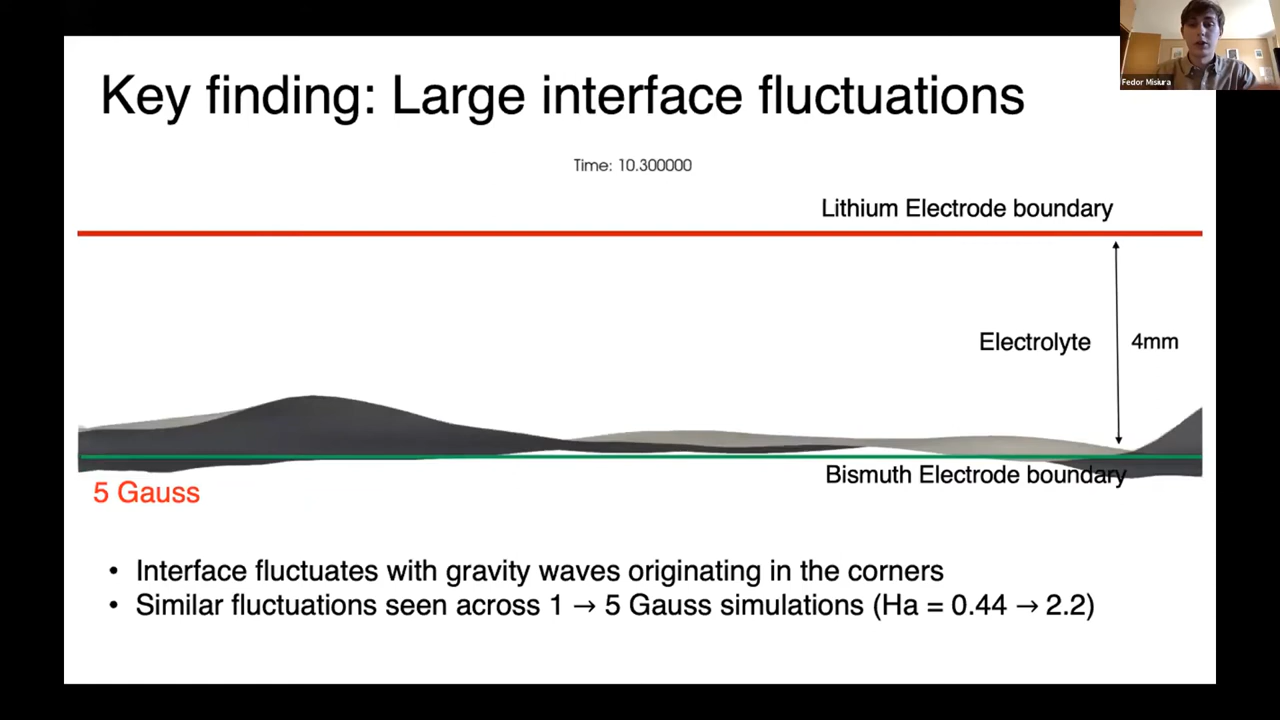 Key finding: Large interface fluctuations
Fedor Misiura
Time: 10.300000
Lithium Electrode boundary
Electrolyte
4mm
Bismuth Electrode boundary
5 Gauss
• Interface fluctuates with gravity waves originating in the corners
• Similar fluctuations seen across 1 → 5 Gauss simulations (Ha = 0.44 → 2.2)